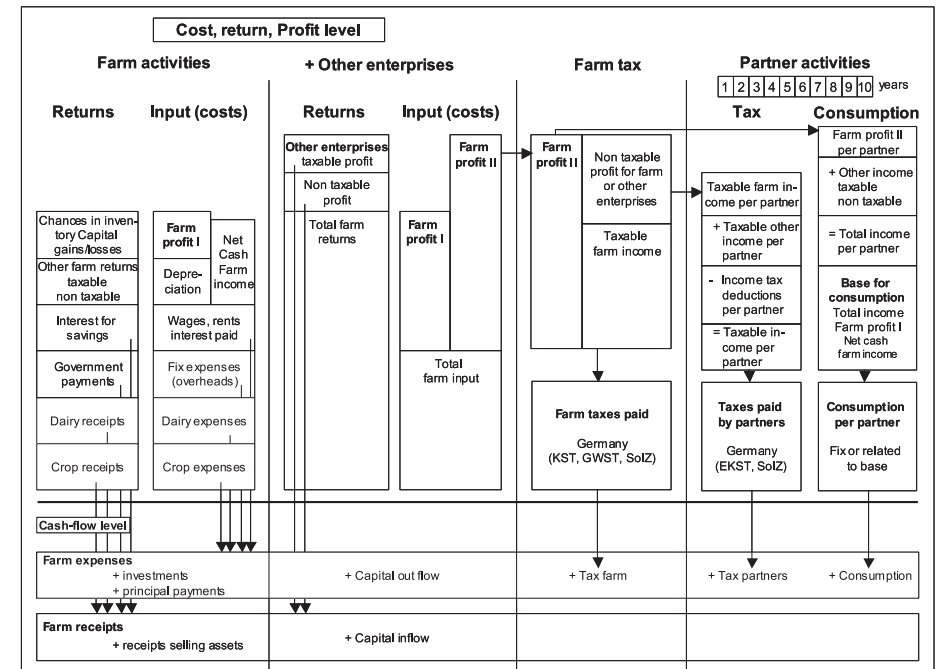 Cost, return, Profit level
Farm activities
+ Other enterprises
Farm tax
Partner activities
1 2 3 4 5 6 7 8 9 10 years
Returns
Input (costs)
Returns
Input (costs)
Tax
Consumption
Chances in inven-
tory Capital
gains/losses
Other farm returns
taxable
non taxable
Interest for
savings
Government
payments
Dairy receipts
Crop receipts
Farm
profit I
Net
Cash
Farm
income
Depre-
ciation
Wages, rents
interest paid
Fix expenses
(overheads)
Dairy expenses
Crop expenses
Other enterprises
taxable profit
Non taxable
profit
Total farm
returns
Farm
profit II
Farm
profit I
Total
farm input
Farm
profit II
Non taxable
profit for farm
or other
enterprises
Taxable
farm income
Farm taxes paid
Germany
(KST, GWST, SolZ)
Taxable farm in-
come per partner
+ Taxable other
income per
partner
- Income tax
deductions
per partner
= Taxable in-
come per
partner
Taxes paid
by partners
Germany
(EKST, SolZ)
Farm profit II
per partner
+ Other income
taxable
non taxable
= Total income
per partner
Base for
consumption
Total income
Farm profit I
Net cash
farm income
Consumption
per partner
Fix or related
to base
Cash-flow level
Farm expenses
+ investments
+ principal payments
+ Capital out flow
+ Tax farm
+ Tax partners
+ Consumption
Farm receipts
+ receipts selling assets
+ Capital inflow